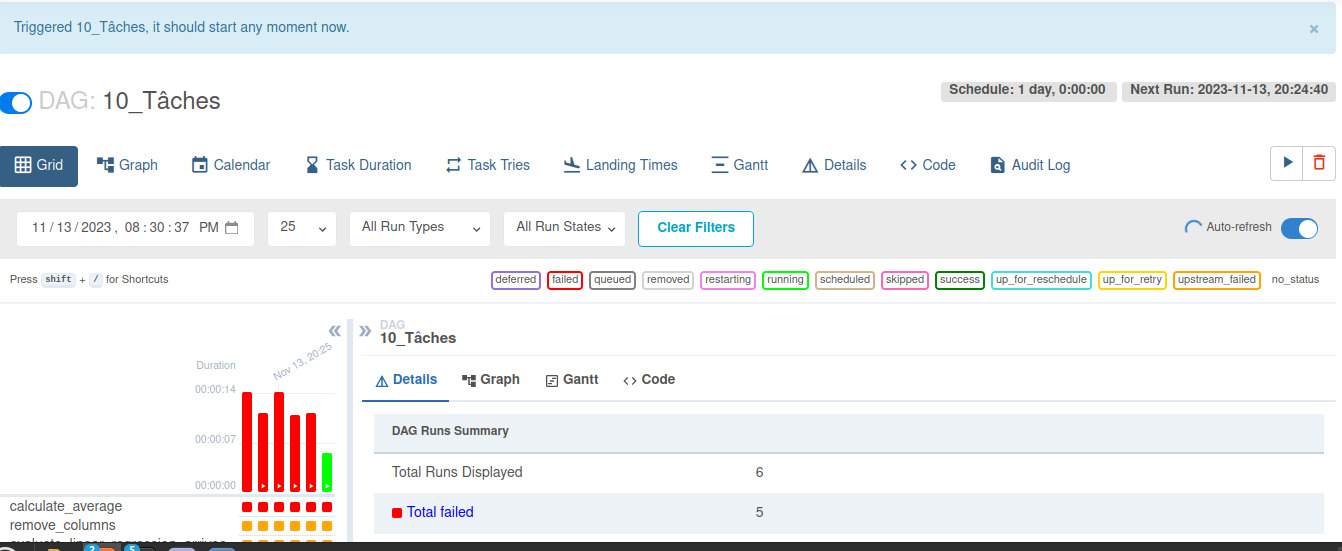 Triggered 10_Tâches, it should start any moment now.
×
DAG: 10_Tâches
Schedule: 1 day, 0:00:00
Next Run: 2023-11-13, 20:24:40
Grid
Graph
Calendar
Task Duration
Task Tries
Landing Times
Gantt
Details
<> Code
Audit Log
11/13/2023, 08:30:37 PM
25
All Run Types
All Run States
Clear Filters
Auto-refresh
Press shift + / for Shortcuts
deferred
failed
queued
removed
restarting
running
scheduled
skipped
success
up_for_reschedule
up_for_retry
upstream_failed
no_status
«
»
DAG
10_Tâches
Nov 13, 20:25
Duration
00:00:14
00:00:07
00:00:00
Details
Graph
Gantt
<> Code
DAG Runs Summary
Total Runs Displayed
6
Total failed
5
calculate_average
remove_columns